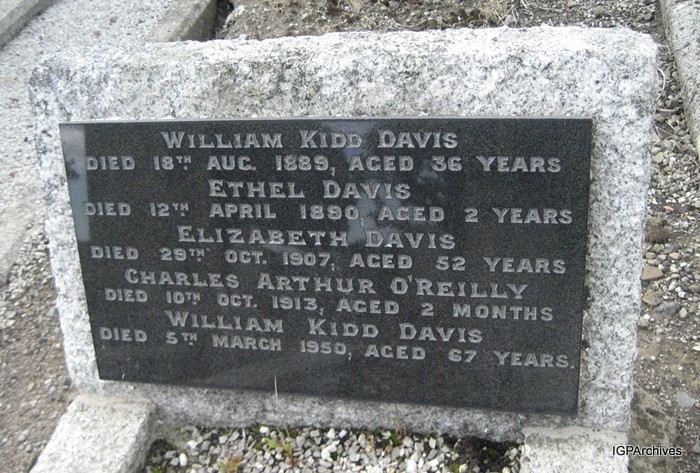 WILLIAM KIDD DAVIS
DIED 18TH AUG. 1889, AGED 36 YEARS
ETHEL DAVIS
DIED 12TH APRIL 1890, AGED 2 YEARS
ELIZABETH DAVIS
DIED 29TH OCT. 1907, AGED 52 YEARS
CHARLES ARTHUR O'REILLY
DIED 10TH OCT. 1913, AGED 2 MONTHS
WILLIAM KIDD DAVIS
DIED 5TH MARCH 1950, AGED 67 YEARS.
IGPArchives